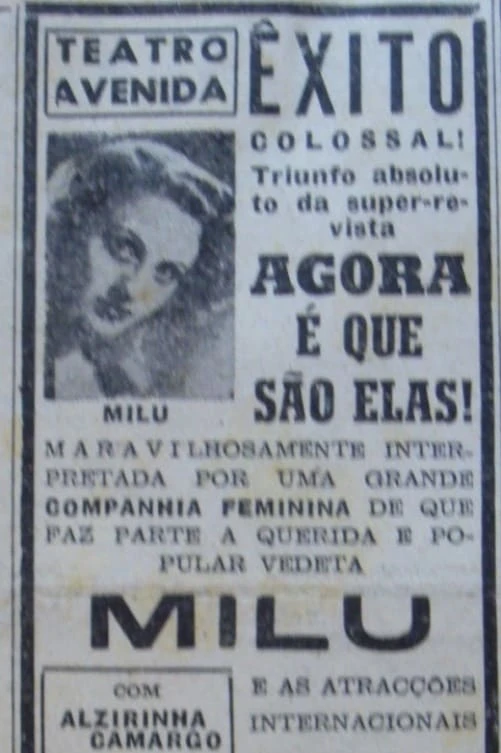 TEATRO
AVENIDA
ÊXITO
COLOSSAL!
Triunfo absolu-
to da super-re-
vista
AGORA
É QUE
SÃO ELAS!
MILU
MARAVILHOSAMENTE INTER-
PRETADA POR UMA GRANDE
COMPANHIA FEMININA DE QUE
FAZ PARTE A QUERIDA E PO-
PULAR VEDETA
MILU
COM
ALZIRINHA
CAMARGO
E AS ATRACÇÕES
INTERNACIONAIS